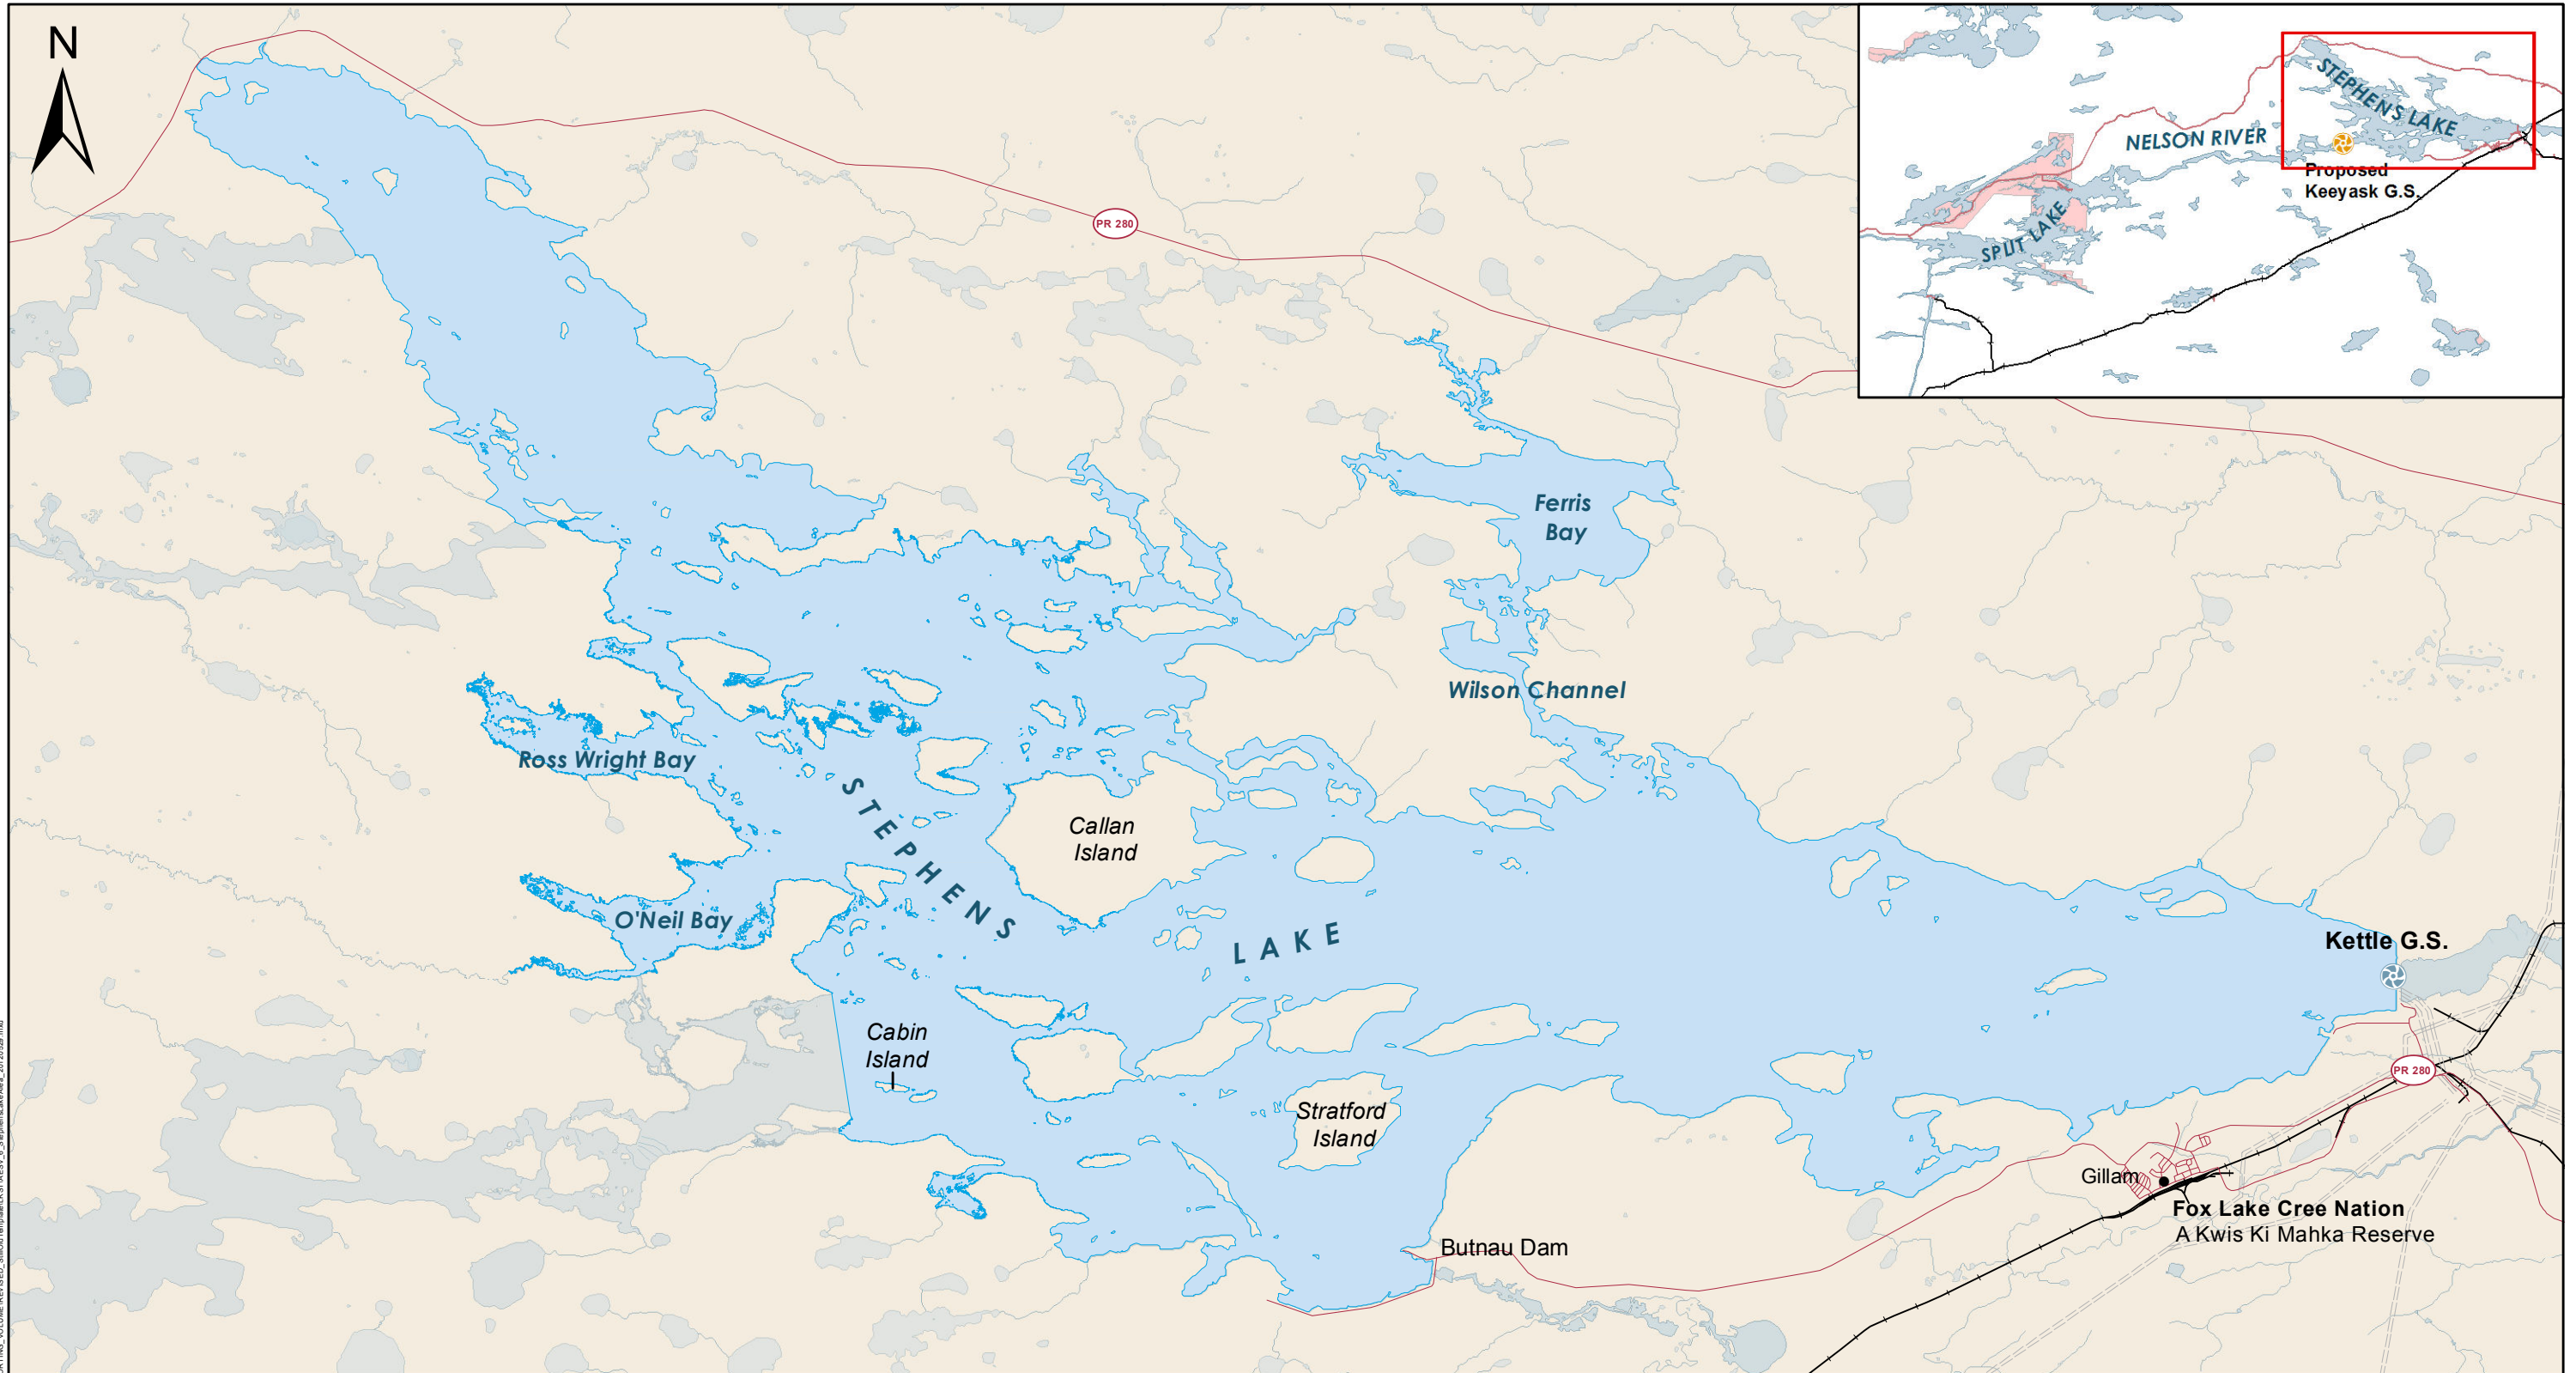 N
STEPHENS LAKE
NELSON RIVER
Proposed
Keeyask G.S.
SPLIT LAKE
PR 280
Ferris
Bay
Wilson Channel
Ross Wright Bay
STEPHENS
LAKE
Callan
Island
O'Neil Bay
Kettle G.S.
Cabin
Island
PR 280
Stratford
Island
Gillam
Fox Lake Cree Nation
A Kwis Ki Mahka Reserve
Butnau Dam